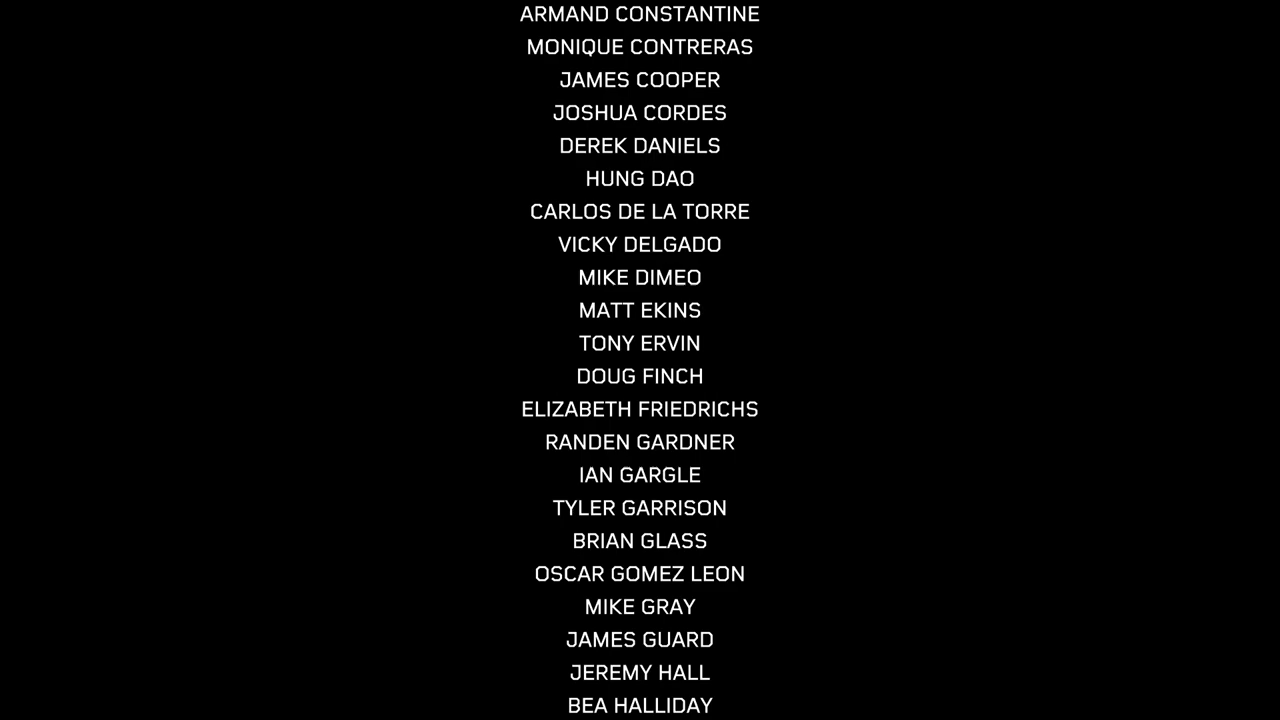 ARMAND CONSTANTINE
MONIQUE CONTRERAS
JAMES COOPER
JOSHUA CORDES
DEREK DANIELS
HUNG DAO
CARLOS DE LA TORRE
VICKY DELGADO
MIKE DIMEO
MATT EKINS
TONY ERVIN
DOUG FINCH
ELIZABETH FRIEDRICHS
RANDEN GARDNER
IAN GARGLE
TYLER GARRISON
BRIAN GLASS
OSCAR GOMEZ LEON
MIKE GRAY
JAMES GUARD
JEREMY HALL
BEA HALLIDAY